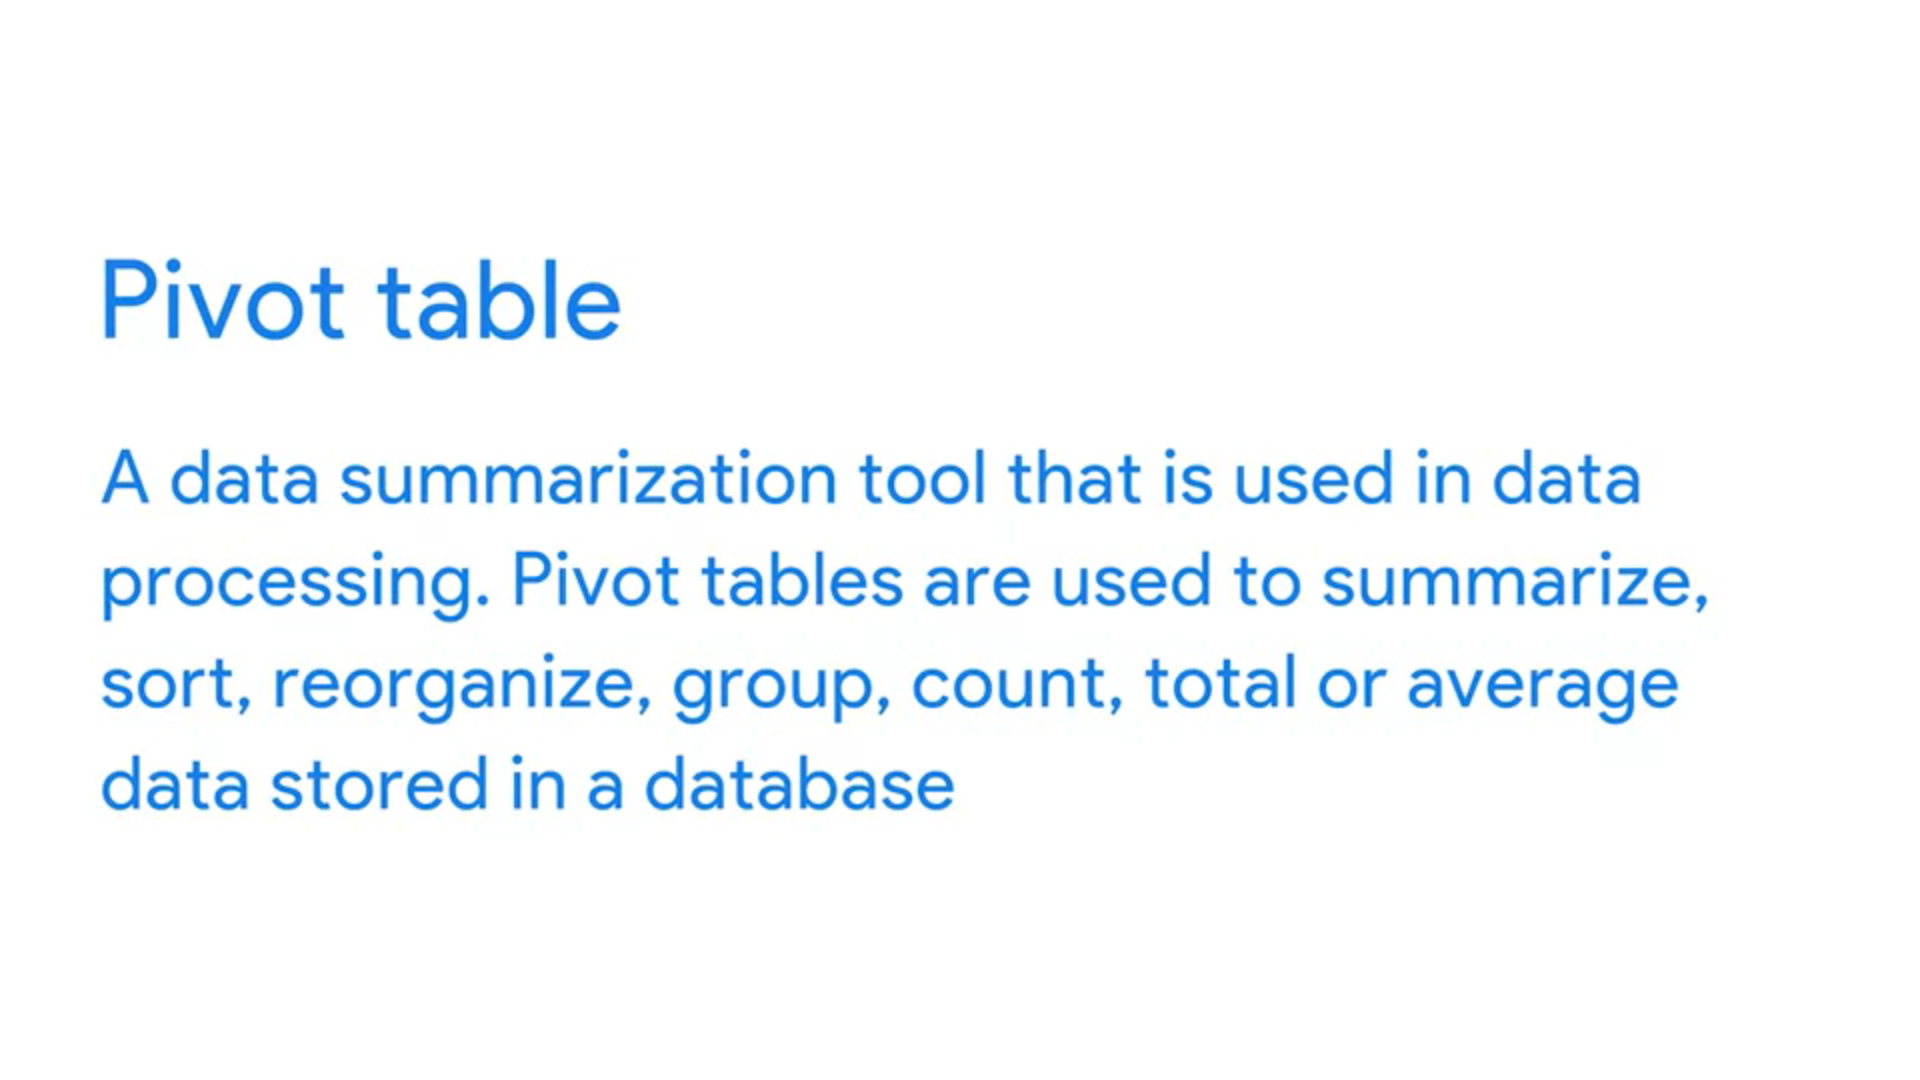 Pivot table
A data summarization tool that is used in data
processing. Pivot tables are used to summarize,
sort, reorganize, group, count, total or average
data stored in a database